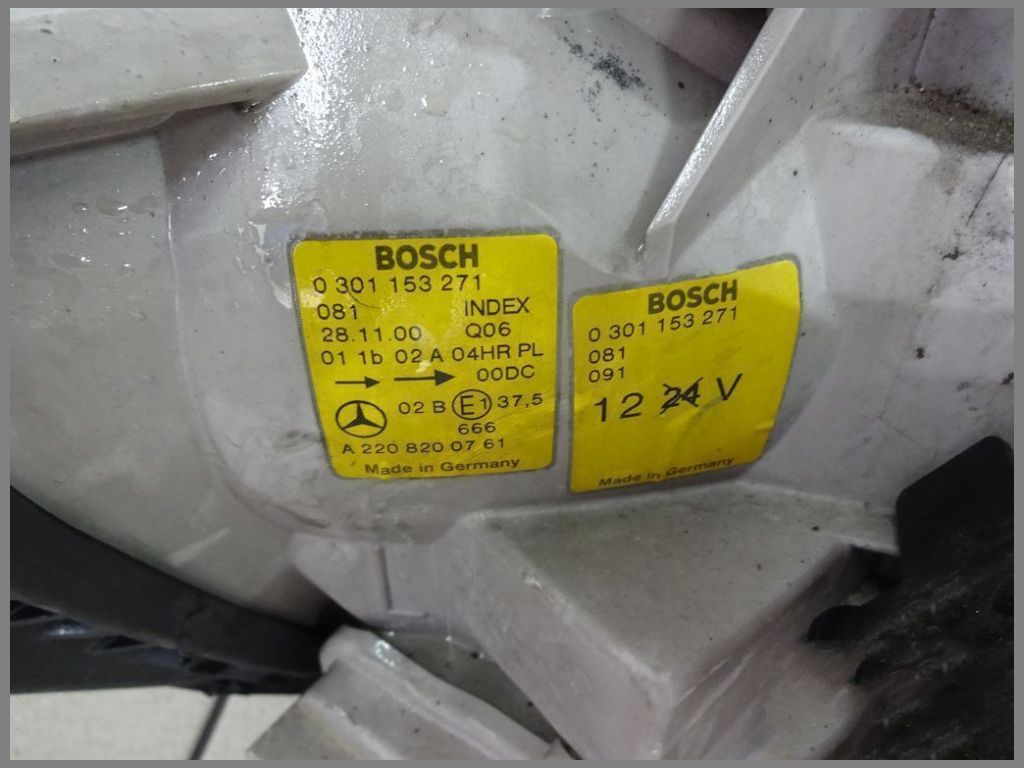 BOSCH
0 301 153 271
081 INDEX
28.11.00 Q06
01 1b 02 A 04HR PL
00DC
02 B E1 37,5
666
A 220 820 07 61
Made in Germany
BOSCH
0 301 153 271
081
091
12 24 V
Made in Germany